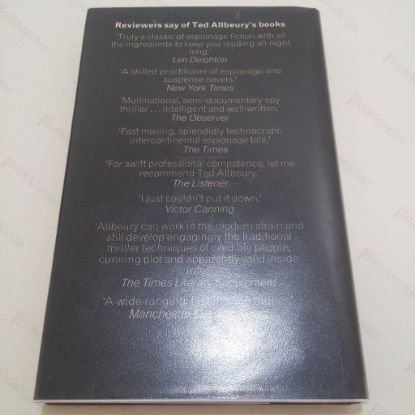 Reviewers say of Ted Allbeury's books
'Truly a classic of espionage fiction with all
the ingredients to keep you reading all night
long.'
Len Deighton
'A skilled practitioner of espionage and
suspense novels.'
New York Times
'Multinational, semi-documentary spy
thriller . . . intelligent and well-written.'
The Observer
'Fast moving, splendidly technocratic
intercontinental espionage tale.'
The Times
'For swift professional competence, let me
recommend Ted Allbeury.'
The Listener
'I just couldn't put it down.'
Victor Canning
'Allbeury can work in the modern strain and
still develop engagingly the traditional
thriller techniques of credible people,
cunning plot and apparently valid inside
The Times Literary Supplement
'A wide-ranging,
Manchester